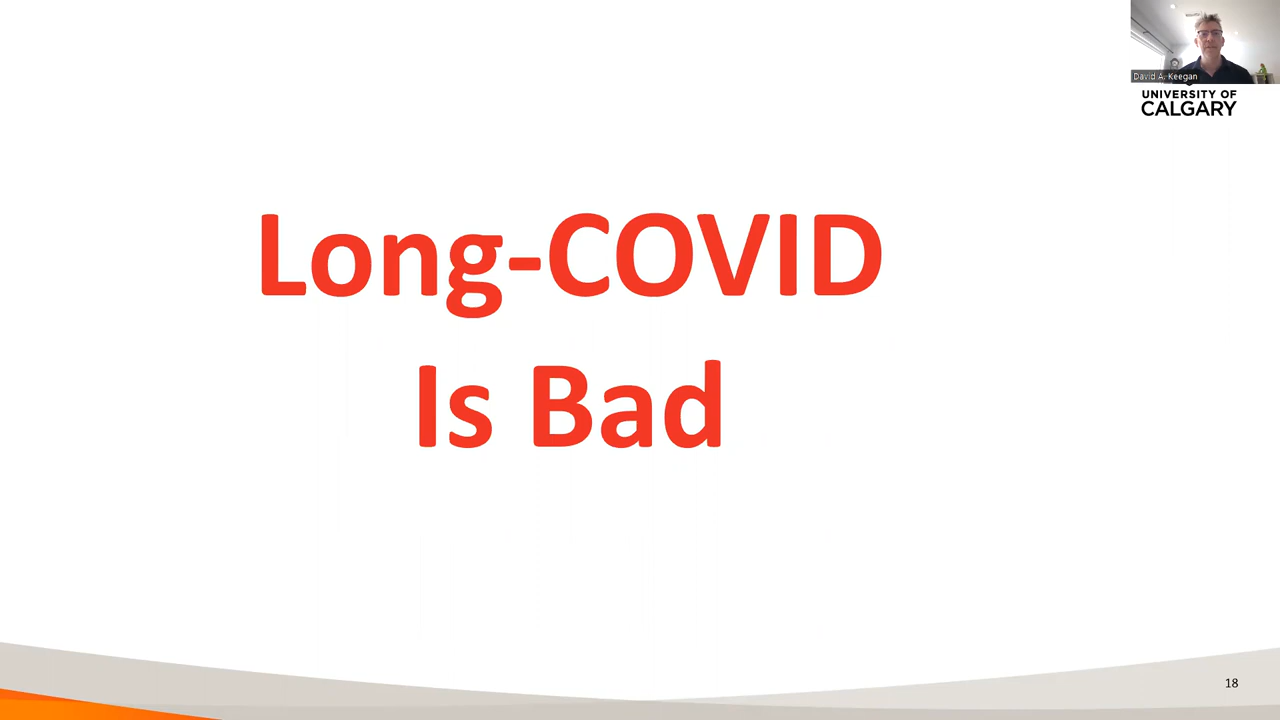 David A. Keegan
UNIVERSITY OF
CALGARY
Long-COVID
Is Bad
18